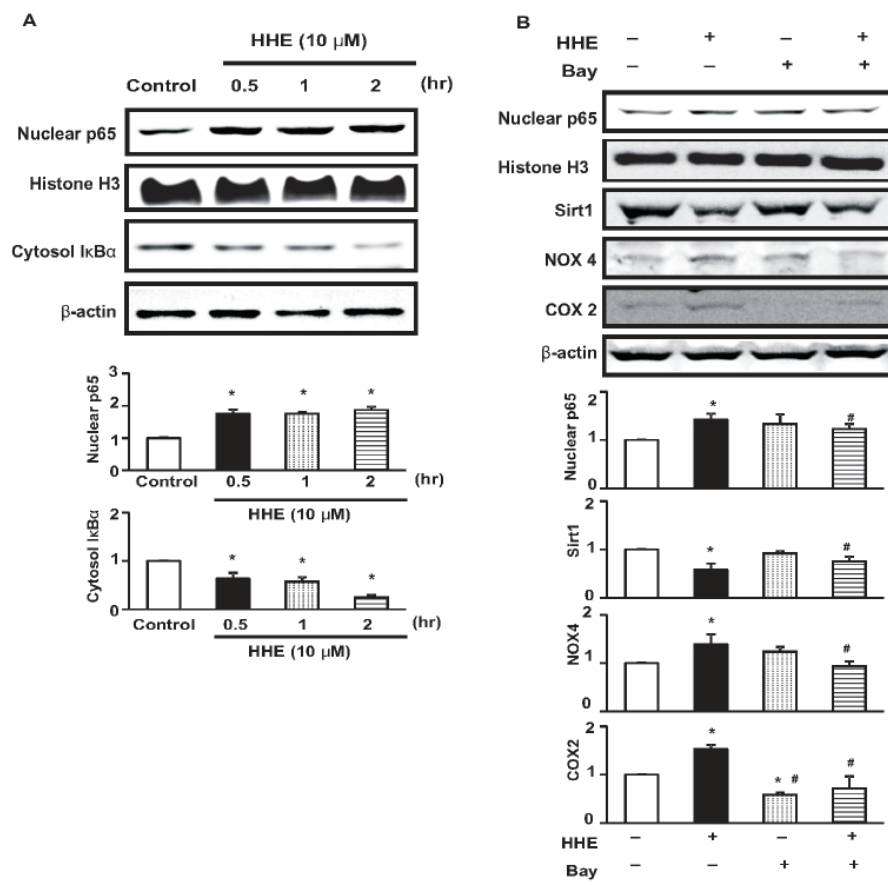 A
HHE (10 µM)
Control 0.5 1 2 (hr)
Nuclear p65
Histone H3
Cytosol IκBα
β-actin
Nuclear p65
3
2
1
0
* * *
Control 0.5 1 2 (hr)
HHE (10 µM)
Cytosol IκBα
2
1
0
* * *
Control 0.5 1 2 (hr)
HHE (10 µM)
B
HHE – + – +
Bay – – + +
Nuclear p65
Histone H3
Sirt1
NOX 4
COX 2
β-actin
Nuclear p65
2
1
0
* #
Sirt1
2
1
0
* #
NOX4
2
1
0
* #
COX2
2
1
0
* * # #
HHE – + – +
Bay – – + +